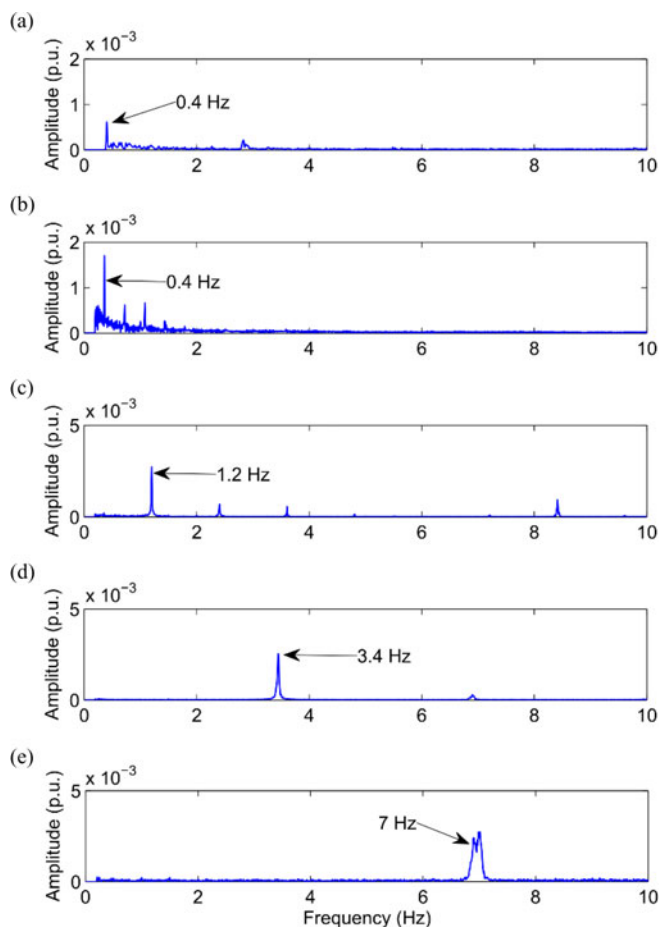 (a)
x 10⁻³
Amplitude (p.u.)
2
1
0
0.4 Hz
0 2 4 6 8 10
(b)
x 10⁻³
Amplitude (p.u.)
2
1
0
0.4 Hz
0 2 4 6 8 10
(c)
x 10⁻³
Amplitude (p.u.)
5
0
1.2 Hz
0 2 4 6 8 10
(d)
x 10⁻³
Amplitude (p.u.)
5
0
3.4 Hz
0 2 4 6 8 10
(e)
x 10⁻³
Amplitude (p.u.)
5
0
7 Hz
0 2 4 6 8 10
Frequency (Hz)